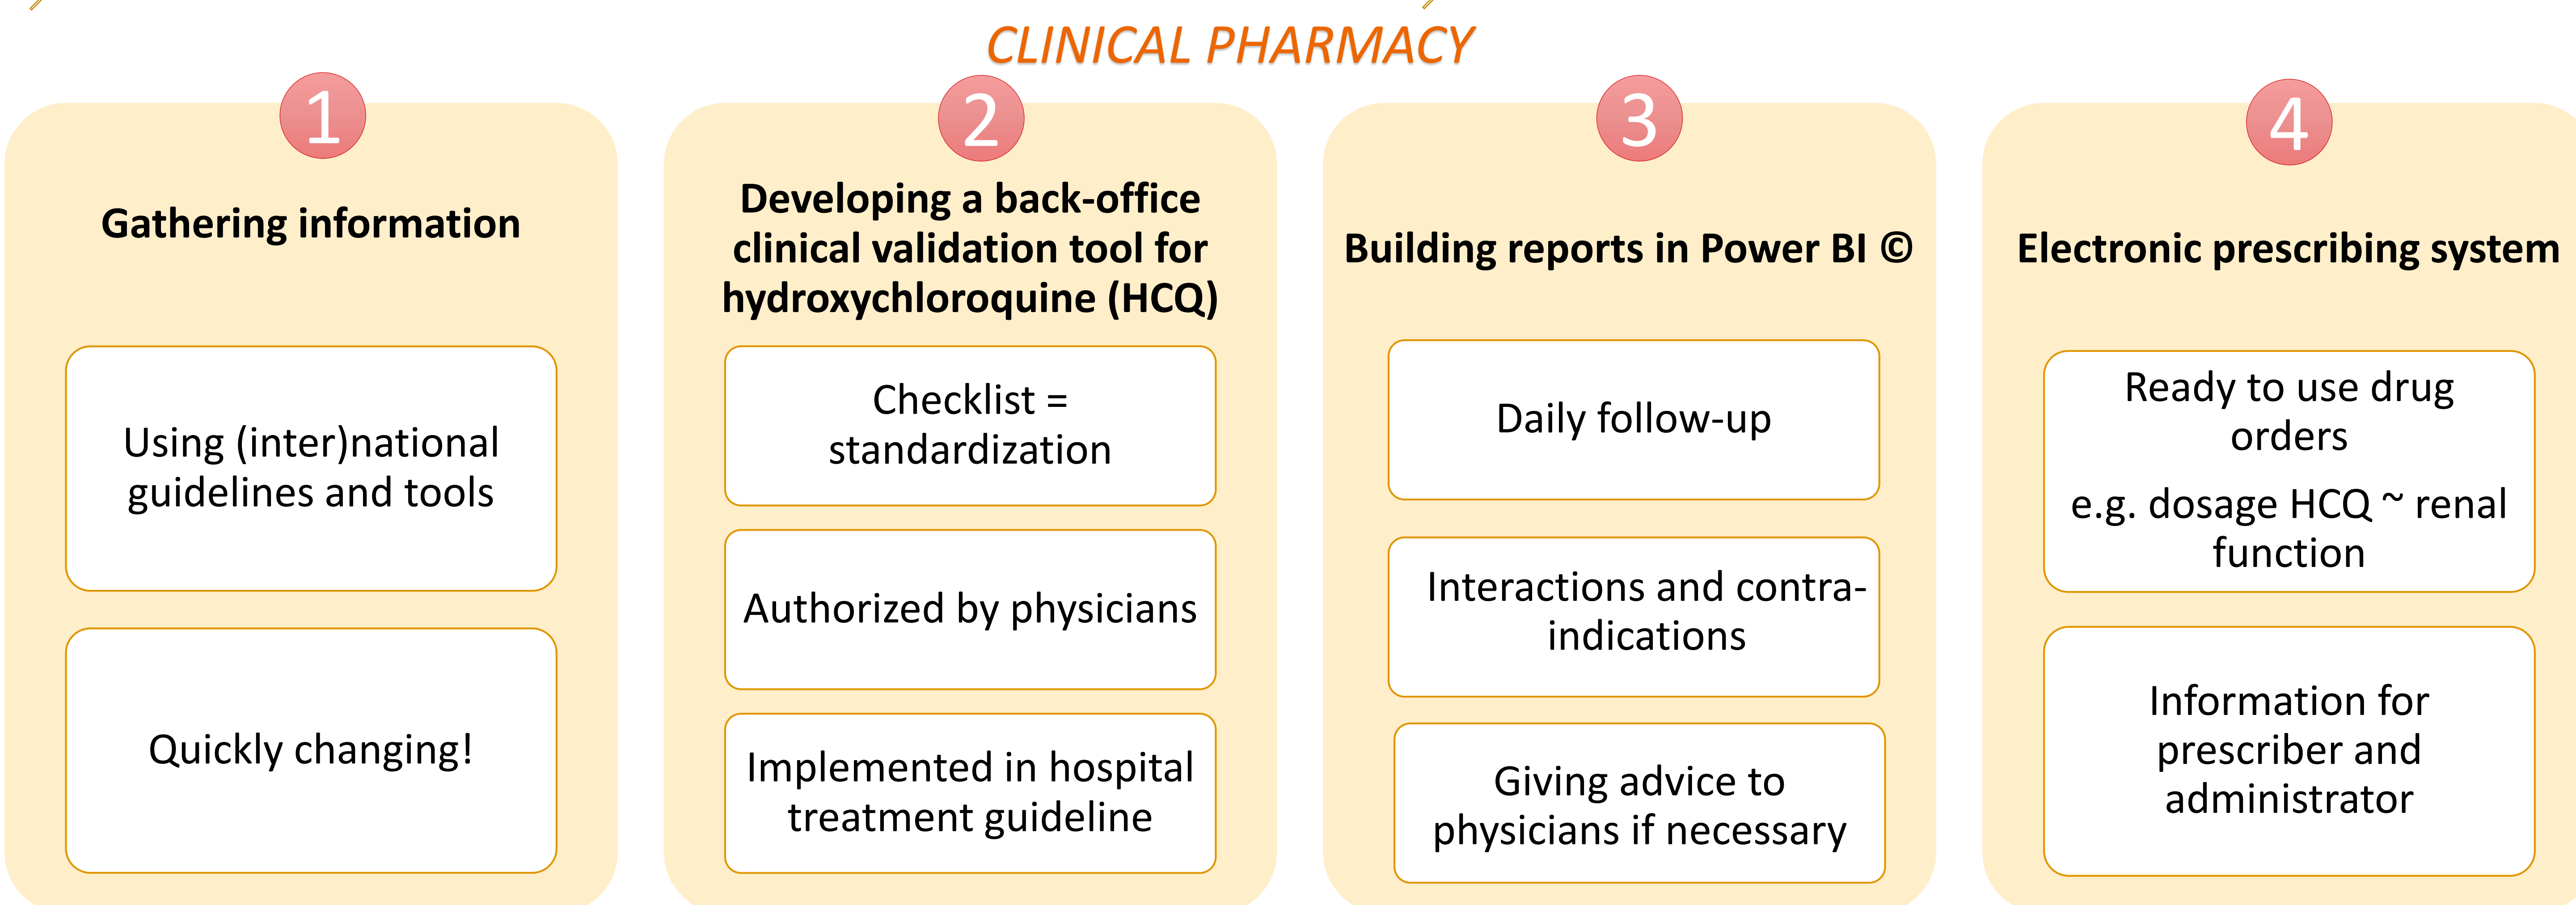 CLINICAL PHARMACY
1
Gathering information
Using (inter)national
guidelines and tools
Quickly changing!
2
Developing a back-office
clinical validation tool for
hydroxychloroquine (HCQ)
Checklist =
standardization
Authorized by physicians
Implemented in hospital
treatment guideline
3
Building reports in Power BI ©
Daily follow-up
Interactions and contra-
indications
Giving advice to
physicians if necessary
4
Electronic prescribing system
Ready to use drug
orders
e.g. dosage HCQ ~ renal
function
Information for
prescriber and
administrator